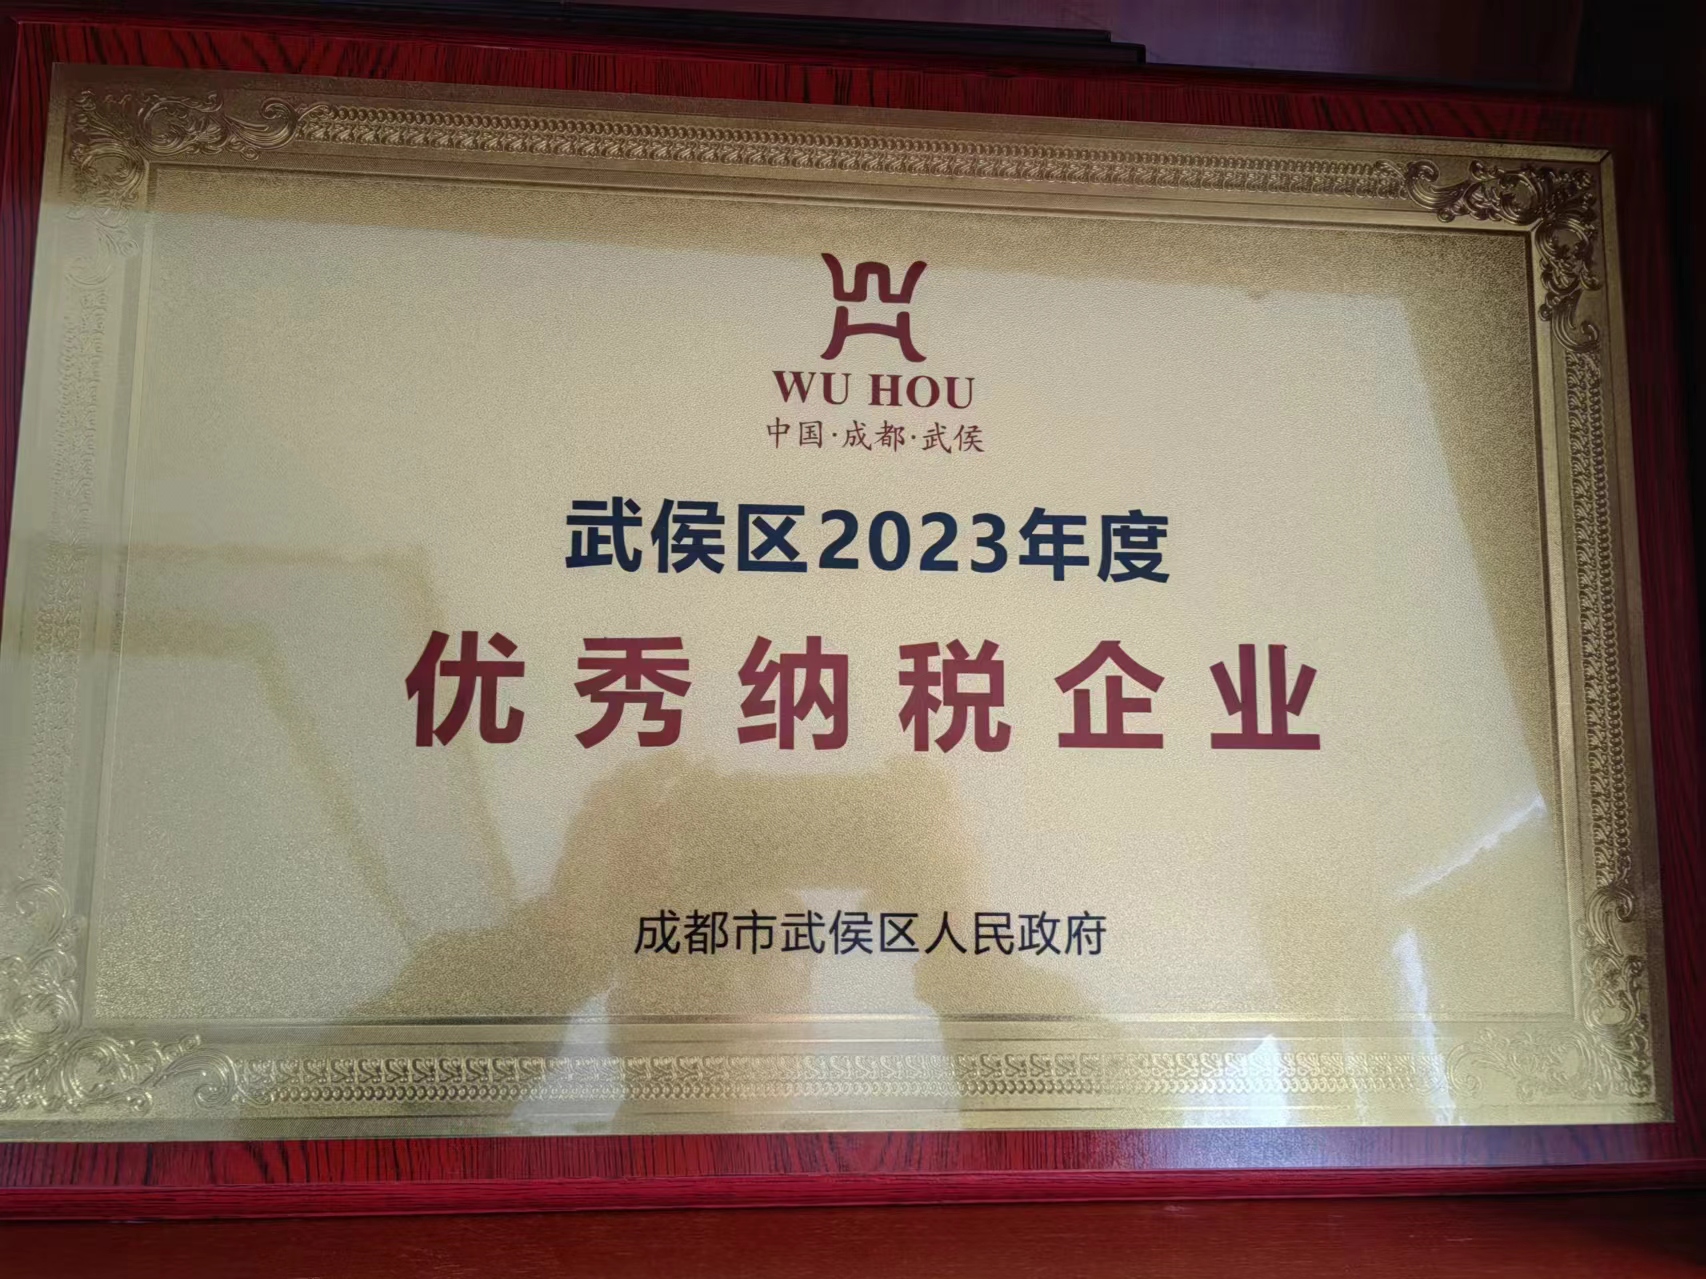 WU HOU
中国·成都·武侯
武侯区2023年度
优秀纳税企业
成都市武侯区人民政府